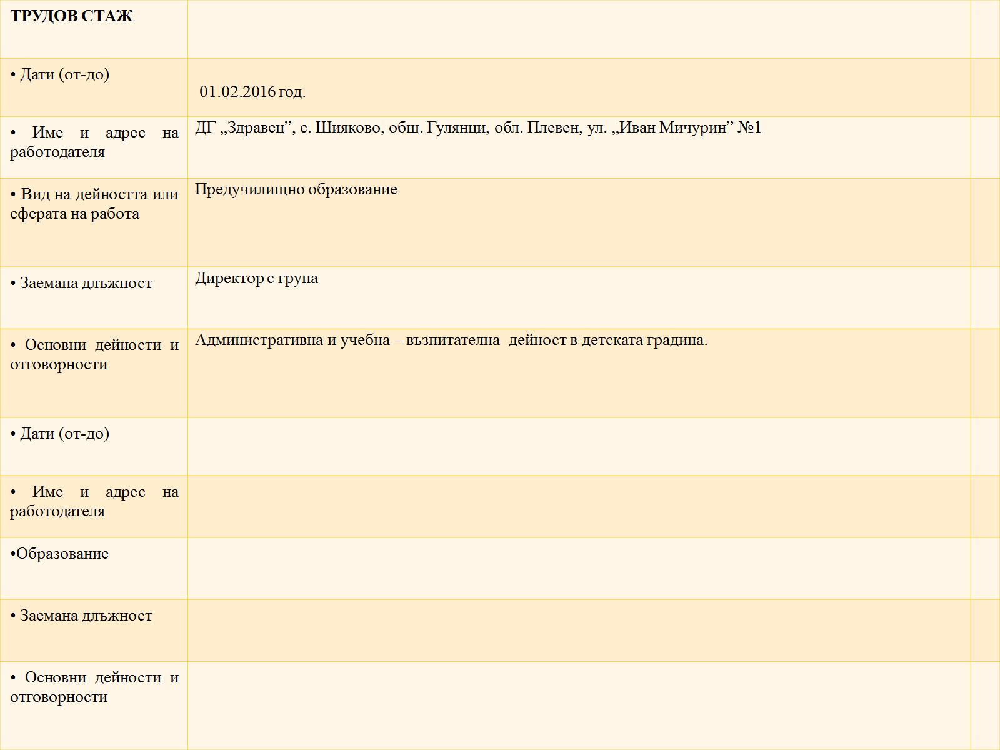 ТРУДОВ СТАЖ
• Дати (от-до)
01.02.2016 год.
• Име и адрес на
работодателя
ДГ „Здравец”, с. Шияково, общ. Гулянци, обл. Плевен, ул. „Иван Мичурин” №1
• Вид на дейността или
сферата на работа
Предучилищно образование
• Заемана длъжност
Директор с група
• Основни дейности и
отговорности
Административна и учебна – възпитателна дейност в детската градина.
• Дати (от-до)
• Име и адрес на
работодателя
•Образование
• Заемана длъжност
• Основни дейности и
отговорности